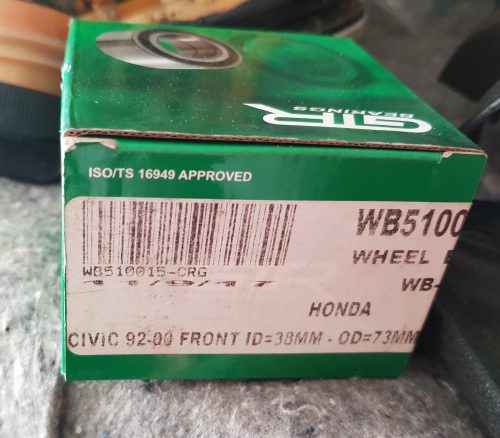 GTR
BEARINGS
ISO/TS 16949 APPROVED
WB5100
WHEEL
WB510015-CRG
WB-
HONDA
CIVIC 92-00 FRONT ID=38MM - OD=73MM